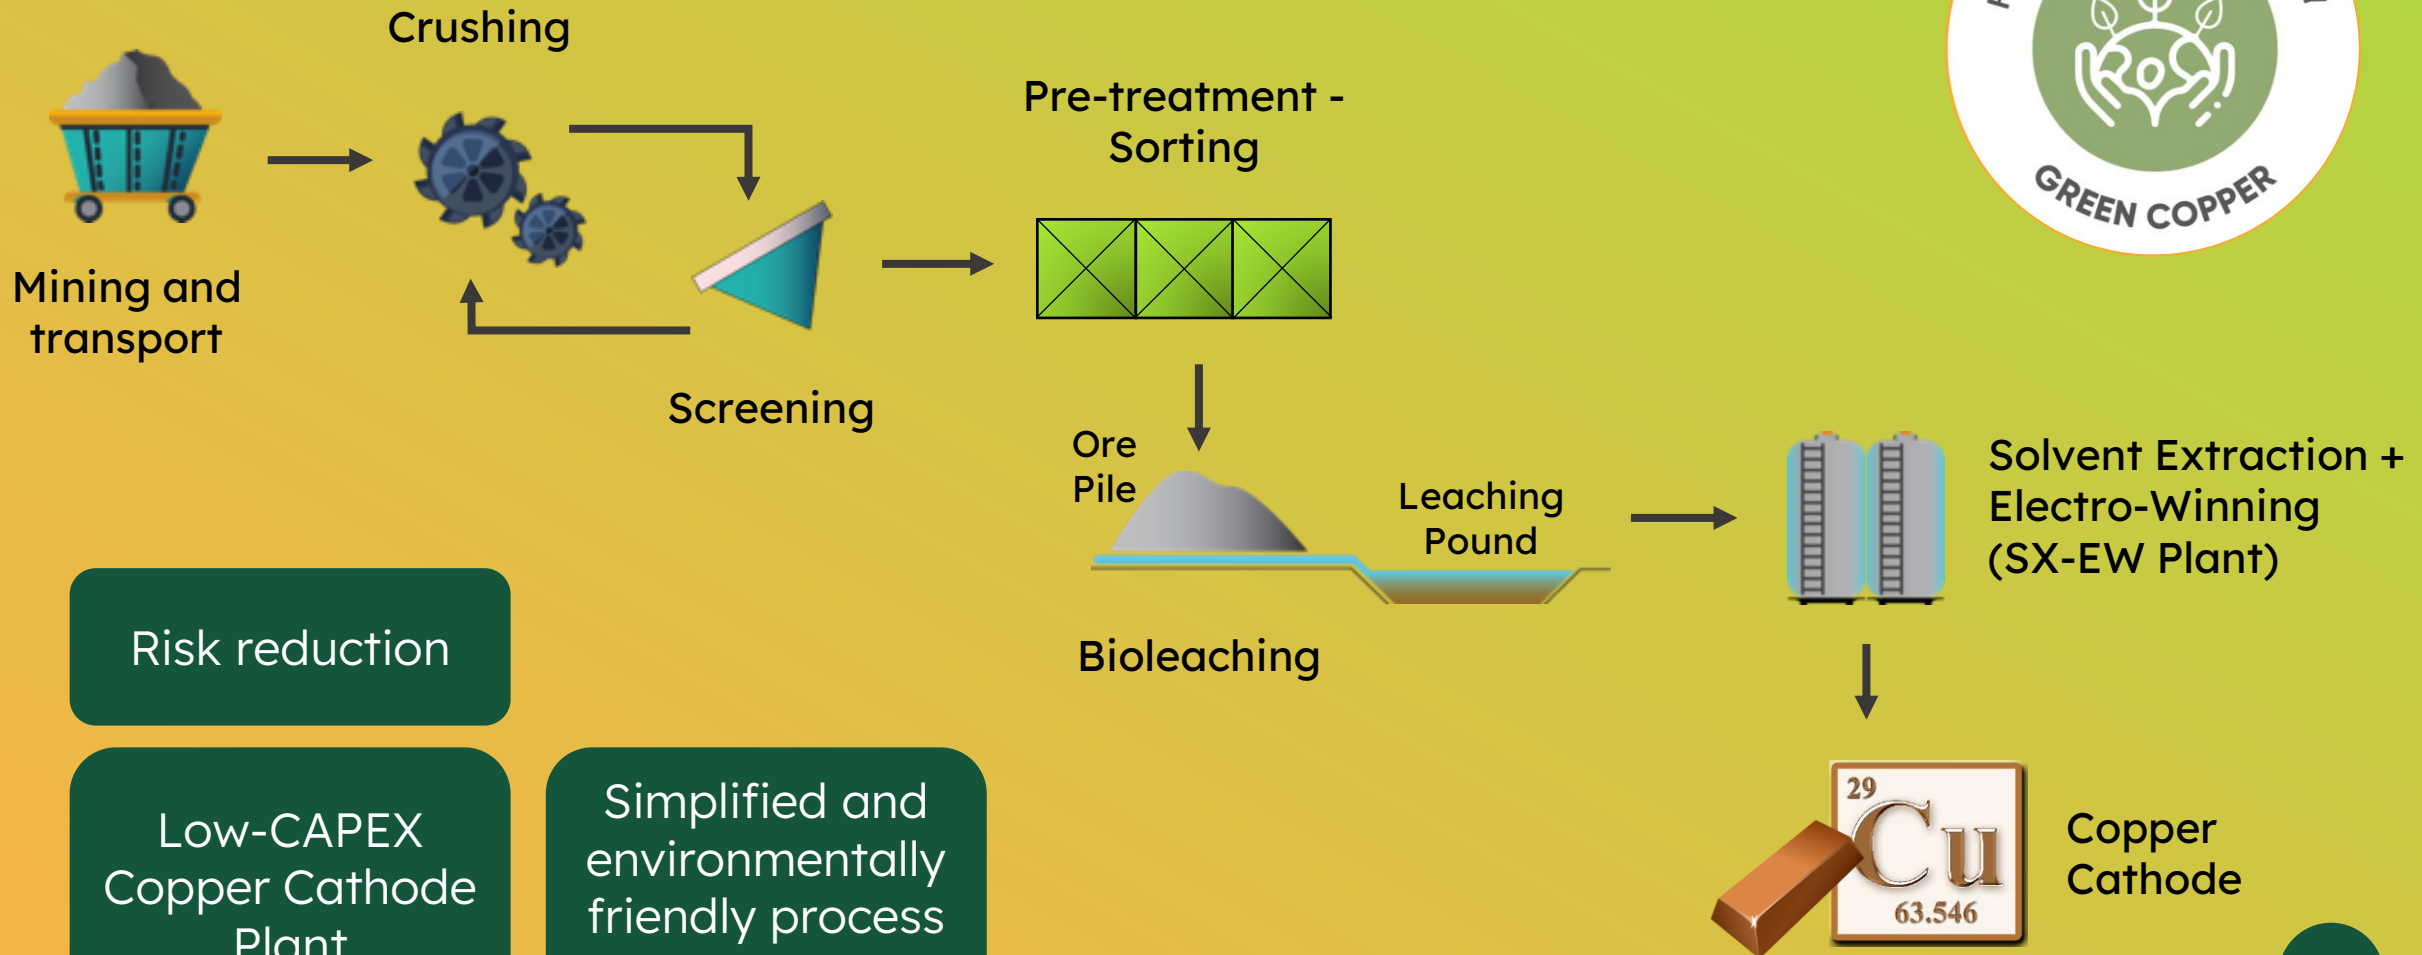 Crushing
Pre-treatment -
Sorting
GREEN COPPER
Mining and
transport
Screening
Ore
Pile
Leaching
Pound
Solvent Extraction +
Electro-Winning
(SX-EW Plant)
Bioleaching
Risk reduction
Low-CAPEX
Copper Cathode
Plant
Simplified and
environmentally
friendly process
29
Cu
63.546
Copper
Cathode